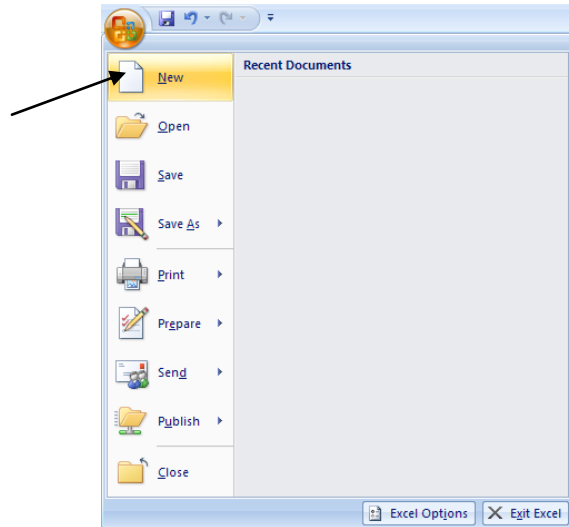 Recent Documents
New
Open
Save
Save As
Print
Prepare
Send
Publish
Close
Excel Options
Exit Excel